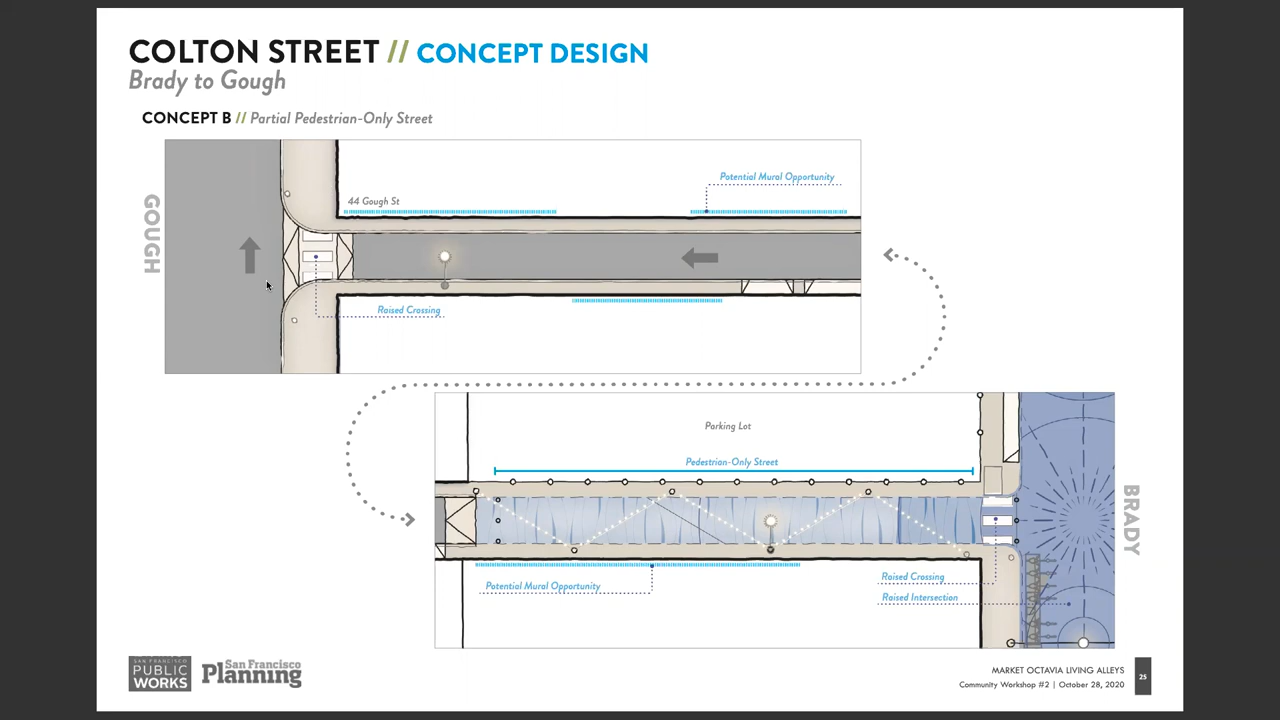 COLTON STREET // CONCEPT DESIGN
Brady to Gough
CONCEPT B // Partial Pedestrian-Only Street
GOUGH
44 Gough St
Potential Mural Opportunity
Raised Crossing
Parking Lot
Pedestrian-Only Street
BRADY
Potential Mural Opportunity
Raised Crossing
Raised Intersection
SAN FRANCISCO
PUBLIC
WORKS
San Francisco
Planning
MARKET OCTAVIA LIVING ALLEYS
Community Workshop #2 | October 28, 2020
25